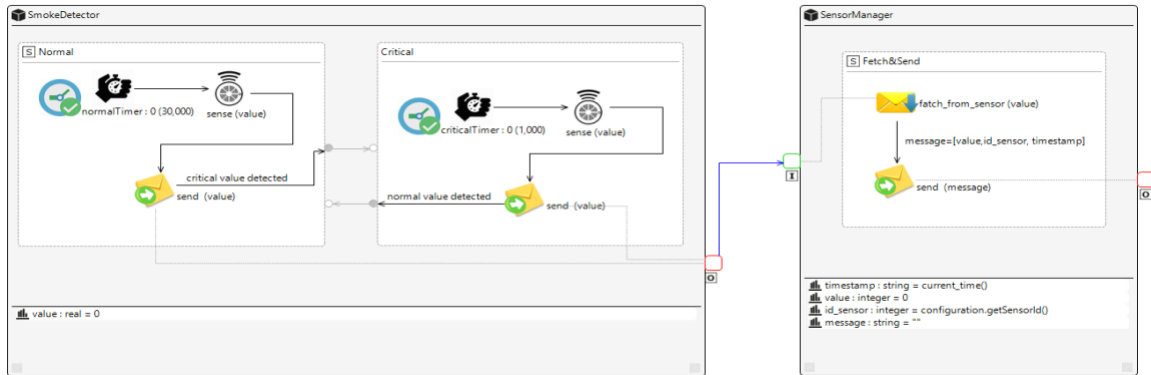 SmokeDetector
S Normal
normalTimer : 0 (30,000)
sense (value)
critical value detected
send (value)
Critical
criticalTimer : 0 (1,000)
sense (value)
normal value detected
send (value)
O
value : real = 0
SensorManager
S Fetch&Send
fatch_from_sensor (value)
message=[value,id_sensor, timestamp]
send (message)
I
O
timestamp : string = current_time()
value : integer = 0
id_sensor : integer = configuration.getSensorId()
message : string = ""